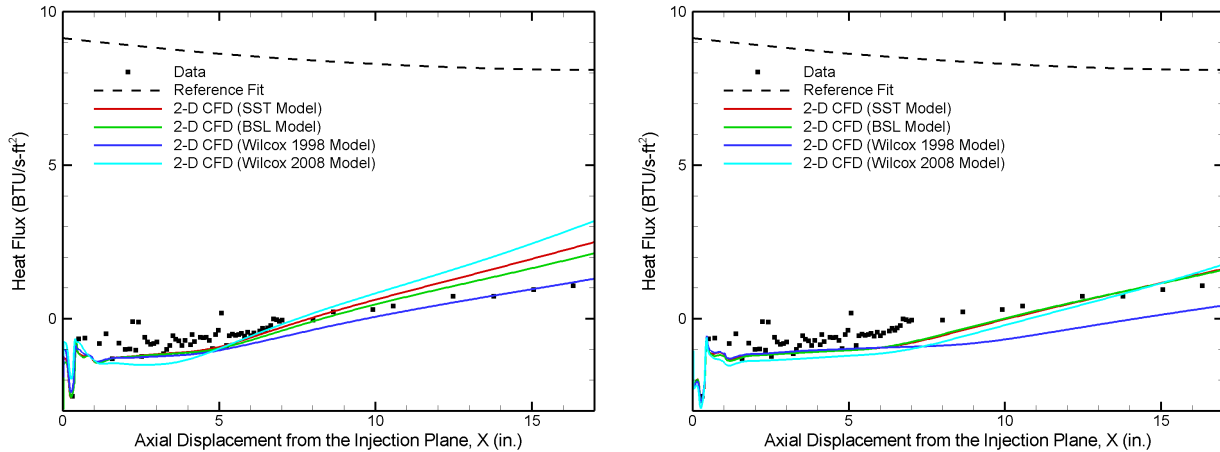 10
5
0
0
5
10
15
Heat Flux (BTU/s-ft²)
Axial Displacement from the Injection Plane, X (in.)
Data
Reference Fit
2-D CFD (SST Model)
2-D CFD (BSL Model)
2-D CFD (Wilcox 1998 Model)
2-D CFD (Wilcox 2008 Model)
10
5
0
0
5
10
15
Heat Flux (BTU/s-ft²)
Axial Displacement from the Injection Plane, X (in.)
Data
Reference Fit
2-D CFD (SST Model)
2-D CFD (BSL Model)
2-D CFD (Wilcox 1998 Model)
2-D CFD (Wilcox 2008 Model)